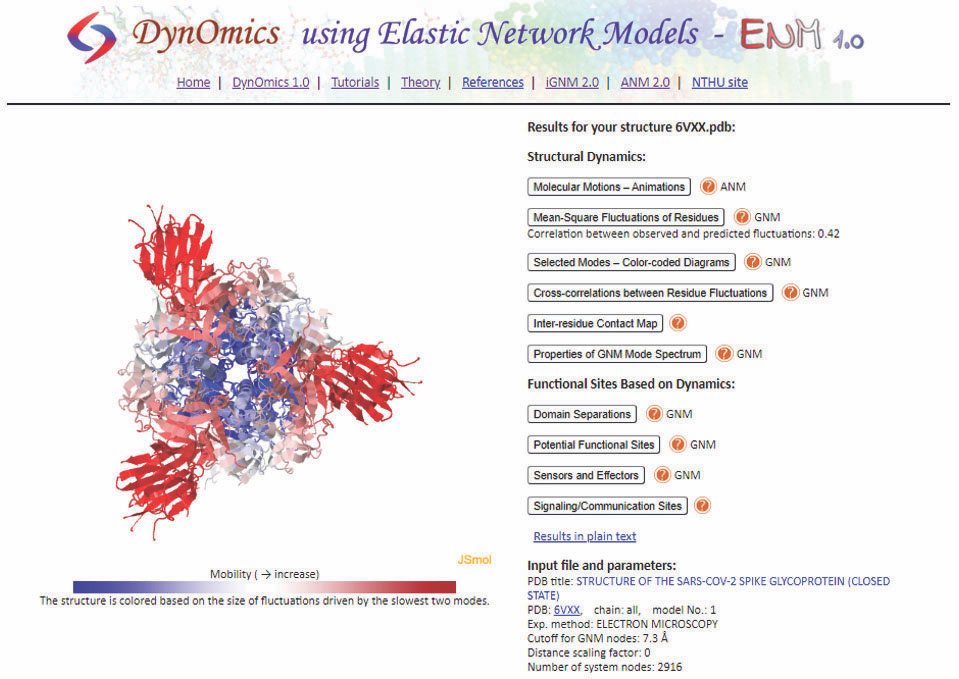 DynOmics using Elastic Network Models - ENM 1.0
Home | DynOmics 1.0 | Tutorials | Theory | References | iGNM 2.0 | ANM 2.0 | NTHU site
Results for your structure 6VXX.pdb:
Structural Dynamics:
Molecular Motions – Animations ? ANM
Mean-Square Fluctuations of Residues ? GNM
Correlation between observed and predicted fluctuations: 0.42
Selected Modes – Color-coded Diagrams ? GNM
Cross-correlations between Residue Fluctuations ? GNM
Inter-residue Contact Map ?
Properties of GNM Mode Spectrum ? GNM
Functional Sites Based on Dynamics:
Domain Separations ? GNM
Potential Functional Sites ? GNM
Sensors and Effectors ? GNM
Signaling/Communication Sites ?
Results in plain text
JSmol
Mobility ( → increase)
The structure is colored based on the size of fluctuations driven by the slowest two modes.
Input file and parameters:
PDB title: STRUCTURE OF THE SARS-COV-2 SPIKE GLYCOPROTEIN (CLOSED
STATE)
PDB: 6VXX, chain: all, model No.: 1
Exp. method: ELECTRON MICROSCOPY
Cutoff for GNM nodes: 7.3 Å
Distance scaling factor: 0
Number of system nodes: 2916